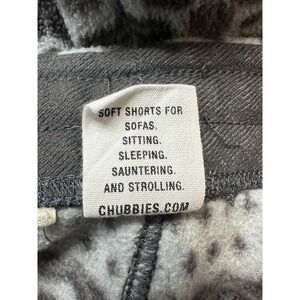 SOFT SHORTS FOR
SOFAS.
SITTING.
SLEEPING.
SAUNTERING.
AND STROLLING.
CHUBBIES.COM